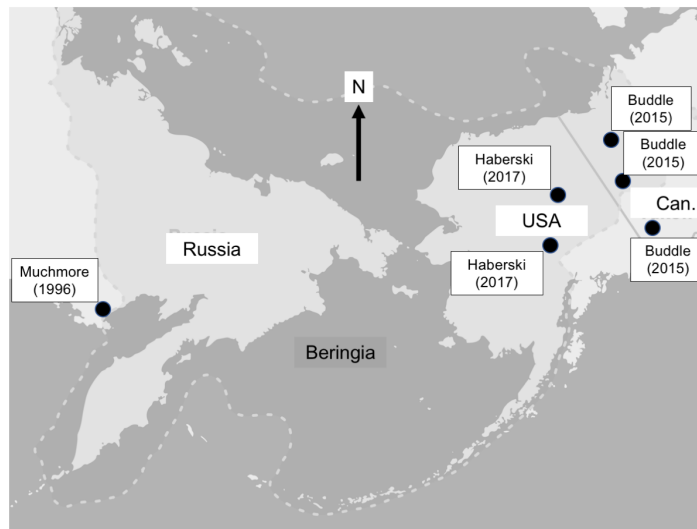 N
Buddle
(2015)
Buddle
(2015)
Haberski
(2017)
Can.
USA
Russia
Buddle
(2015)
Haberski
(2017)
Muchmore
(1996)
Beringia